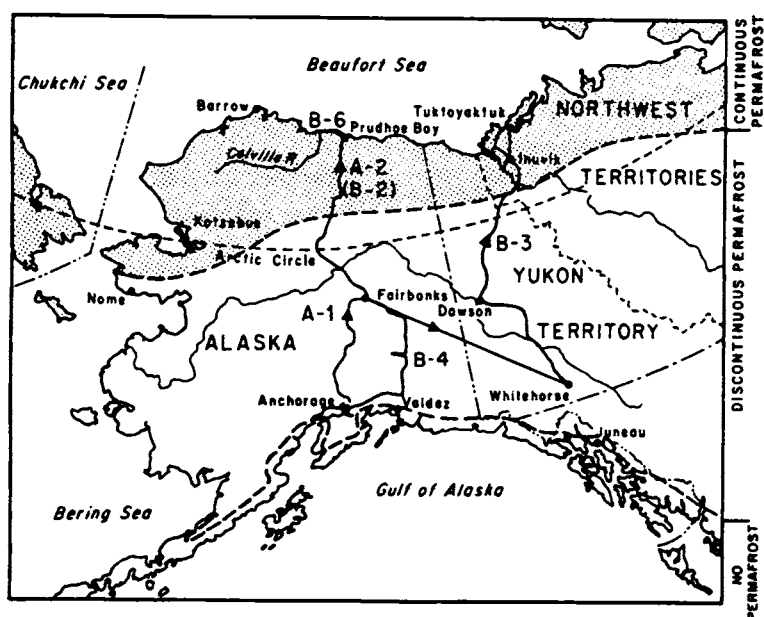 Chukchi Sea
Beaufort Sea
CONTINUOUS
PERMAFROST
Barrow
B-6
Prudhoe Bay
Tuktoyaktuk
NORTHWEST
Colville R.
A-2
(B-2)
Inuvik
TERRITORIES
Kotzebue
Arctic Circle
B-3
YUKON
Nome
Fairbanks
Dawson
A-1
ALASKA
TERRITORY
B-4
DISCONTINUOUS PERMAFROST
Anchorage
Valdez
Whitehorse
Juneau
Gulf of Alaska
Bering Sea
NO
PERMAFROST